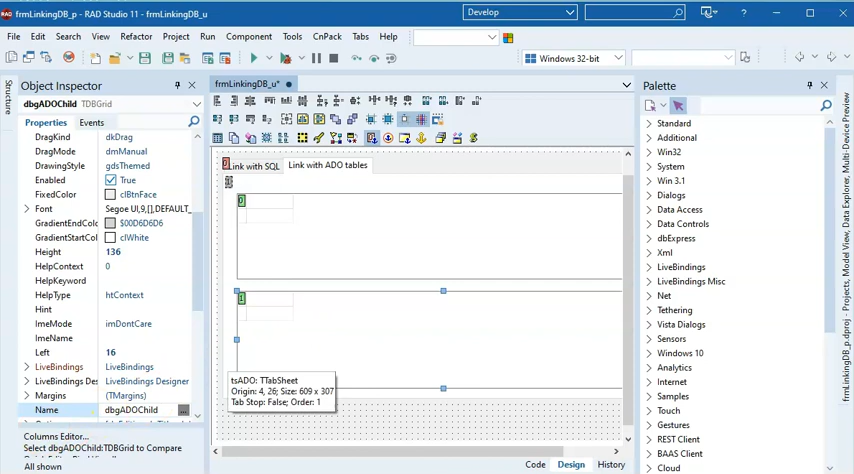 frmLinkingDB_p - RAD Studio 11 - frmLinkingDB_u
Develop
File Edit Search View Refactor Project Run Component CnPack Tabs Help
Windows 32-bit
Structure
Object Inspector
dbgADOChild TDBGrid
Properties Events
DragKind dkDrag
DragMode dmManual
DrawingStyle gdsThemed
Enabled True
FixedColor clBtnFace
Font Segoe UI,9,[],DEFAULT_
GradientEndCol $00D6D6D6
GradientStartCol clWhite
Height 136
HelpContext 0
HelpKeyword
HelpType htContext
Hint
ImeMode imDontCare
ImeName
Left 16
LiveBindings LiveBindings
LiveBindings Des LiveBindings Designer
Margins (TMargins)
Name dbgADOChild
Columns Editor...
Select dbgADOChild:TDBGrid to Compare
All shown
frmLinkingDB_u*
Link with SQL Link with ADO tables
0
1
tsADO: TTabSheet
Origin: 4, 26; Size: 609 x 307
Tab Stop: False; Order: 1
Code Design History
Palette
Standard
Additional
Win32
System
Win 3.1
Dialogs
Data Access
Data Controls
dbExpress
Xml
LiveBindings
LiveBindings Misc
Net
Tethering
Vista Dialogs
Sensors
Windows 10
Analytics
Internet
Samples
Touch
Gestures
REST Client
BAAS Client
Cloud
frmLinkingDB_p.dproj - Projects, Model View, Data Explorer, Multi-Device Preview